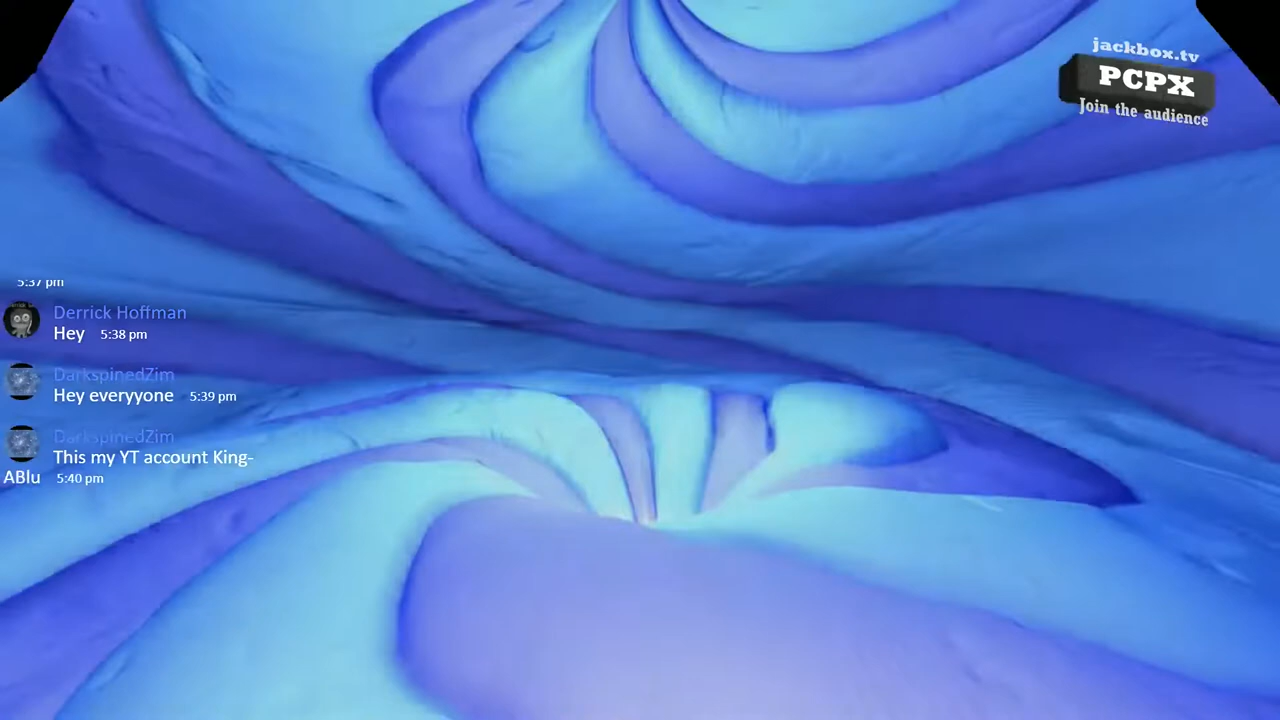 jackbox.tv
PCPX
Join the audience
5:37 pm
Derrick Hoffman
Hey 5:38 pm
DarkspinedZim
Hey everyyone 5:39 pm
DarkspinedZim
This my YT account King-
ABlu 5:40 pm